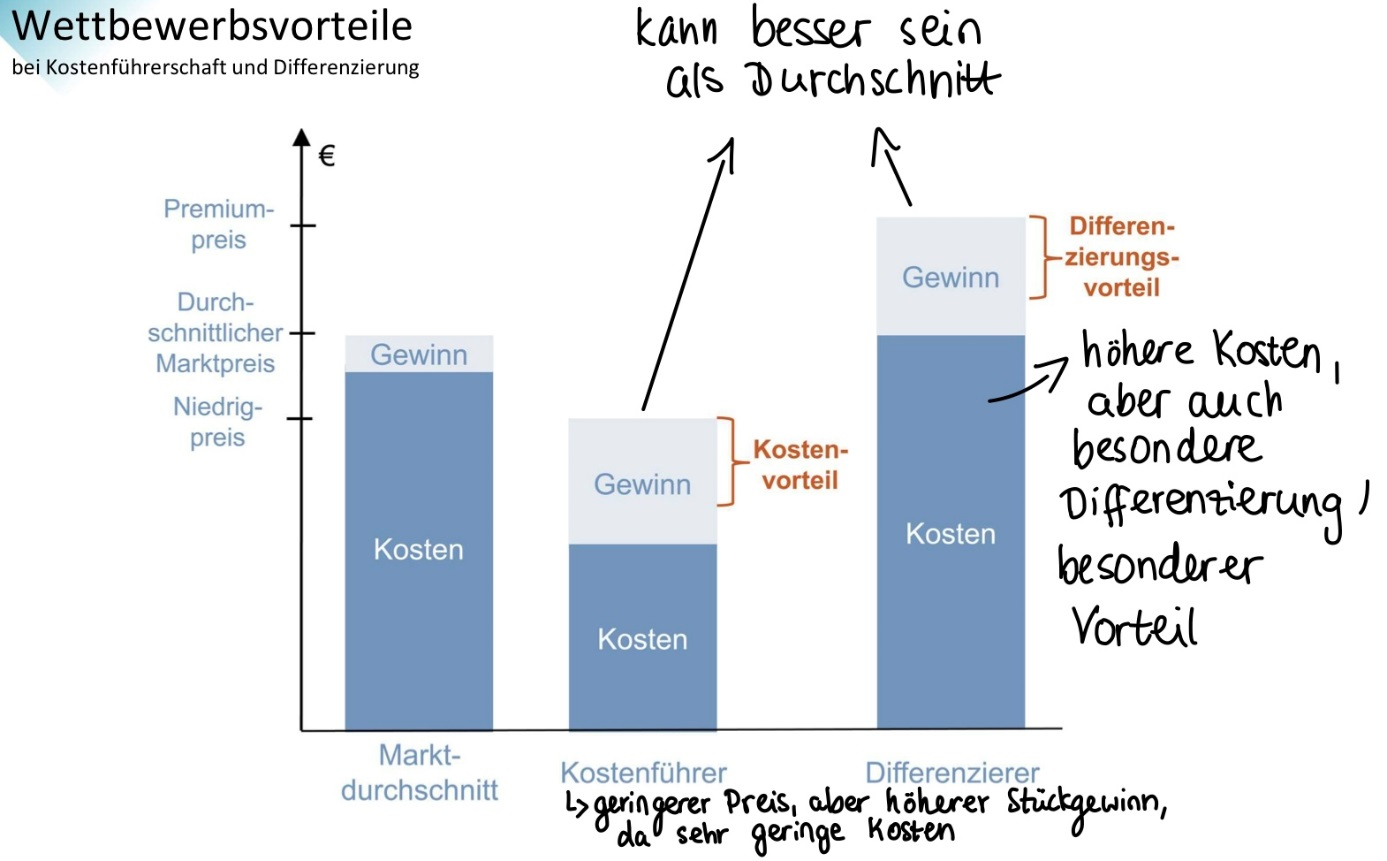 Wettbewerbsvorteile
bei Kostenführerschaft und Differenzierung
kann besser sein
als Durchschnitt
€
Premium-
preis
Durch-
schnittlicher
Marktpreis
Niedrig-
preis
Gewinn
Kosten
Gewinn
Kosten
Kosten-
vorteil
Gewinn
Kosten
Differen-
zierungs-
vorteil
höhere Kosten,
aber auch
besondere
Differenzierung,
besonderer
Vorteil
Markt-
durchschnitt
Kostenführer
Differenzierer
↳ geringerer Preis, aber höherer Stückgewinn,
da sehr geringe Kosten